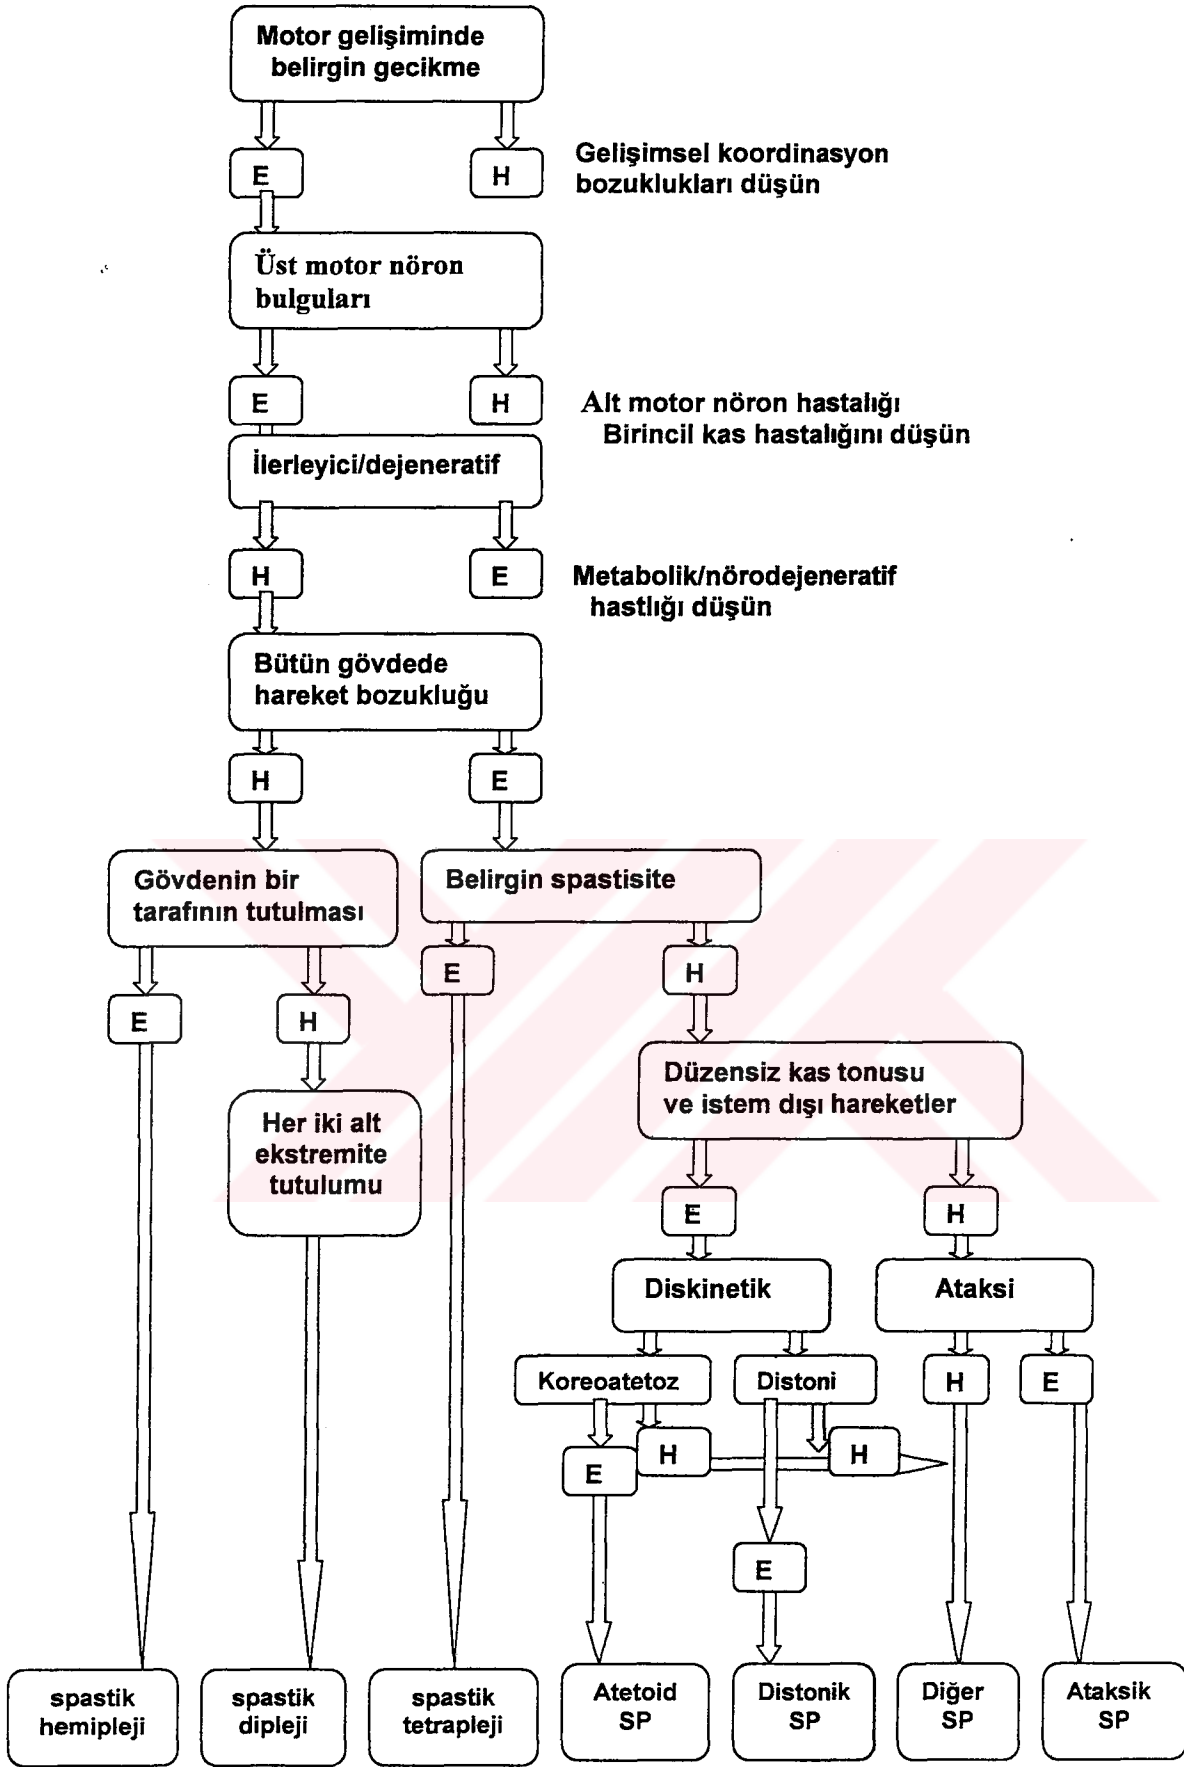 Motor gelişiminde
belirgin gecikme
E
H
Gelişimsel koordinasyon
bozuklukları düşün
Üst motor nöron
bulguları
E
H
Alt motor nöron hastalığı
Birincil kas hastalığını düşün
İlerleyici/dejeneratif
H
E
Metabolik/nörodejeneratif
hastlığı düşün
Bütün gövdede
hareket bozukluğu
H
E
Gövdenin bir
tarafının tutulması
Belirgin spastisite
E
H
E
H
Düzensiz kas tonusu
ve istem dışı hareketler
Her iki alt
ekstremite
tutulumu
E
H
Diskinetik
Ataksi
Koreoatetoz
Distoni
H
E
E
H
H
E
spastik
hemipleji
spastik
dipleji
spastik
tetrapleji
Atetoid
SP
Distonik
SP
Diğer
SP
Ataksik
SP